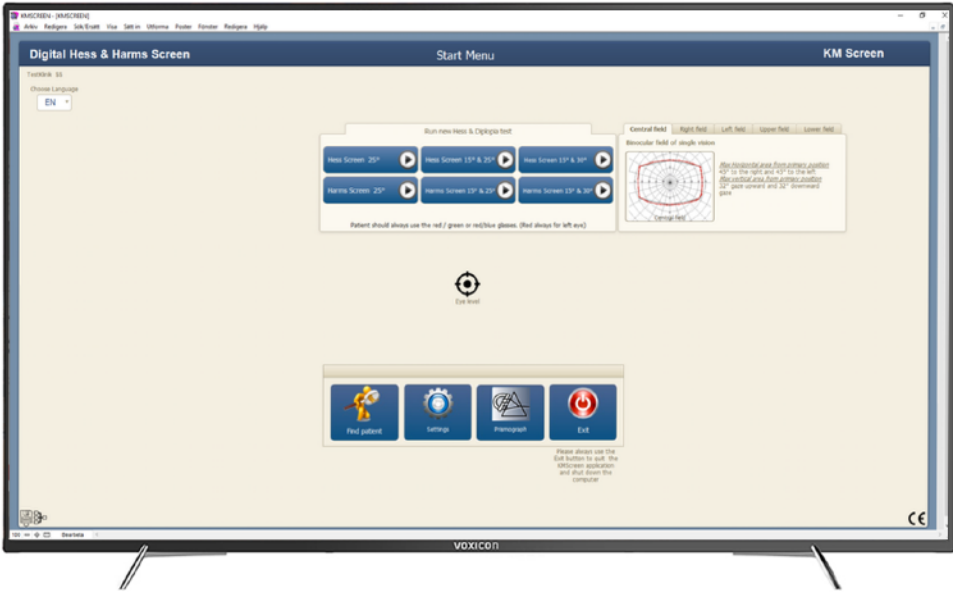 KMSCREEN - [KMSCREEN]
Arkiv Redigera Sök/Ersätt Visa Sätt in Utforma Poster Fönster Redigera Hjälp
Digital Hess & Harms Screen
Start Menu
KM Screen
Choose Language
EN
Run new Hess & Diplopia test
Hess Screen 25°
Hess Screen 15° & 25°
Hess Screen 15° & 30°
Harms Screen 25°
Harms Screen 15° & 25°
Harms Screen 15° & 30°
Patient should always use the red / green or red/blue glasses. (Red always for left eye)
Central field
Right field
Left field
Upper field
Lower field
Binocular field of single vision
Central field
Max horizontal area from primary position
45° to the right and 45° to the left
Max vertical area from primary position
32° gaze upward and 32° downward
gaze
Eye level
Find patent
Settings
Prismograph
Exit
Please always use the
Exit button to quit the
KMScreen application
and shut down the
computer
CE
100
Bearbeta
VOXICON